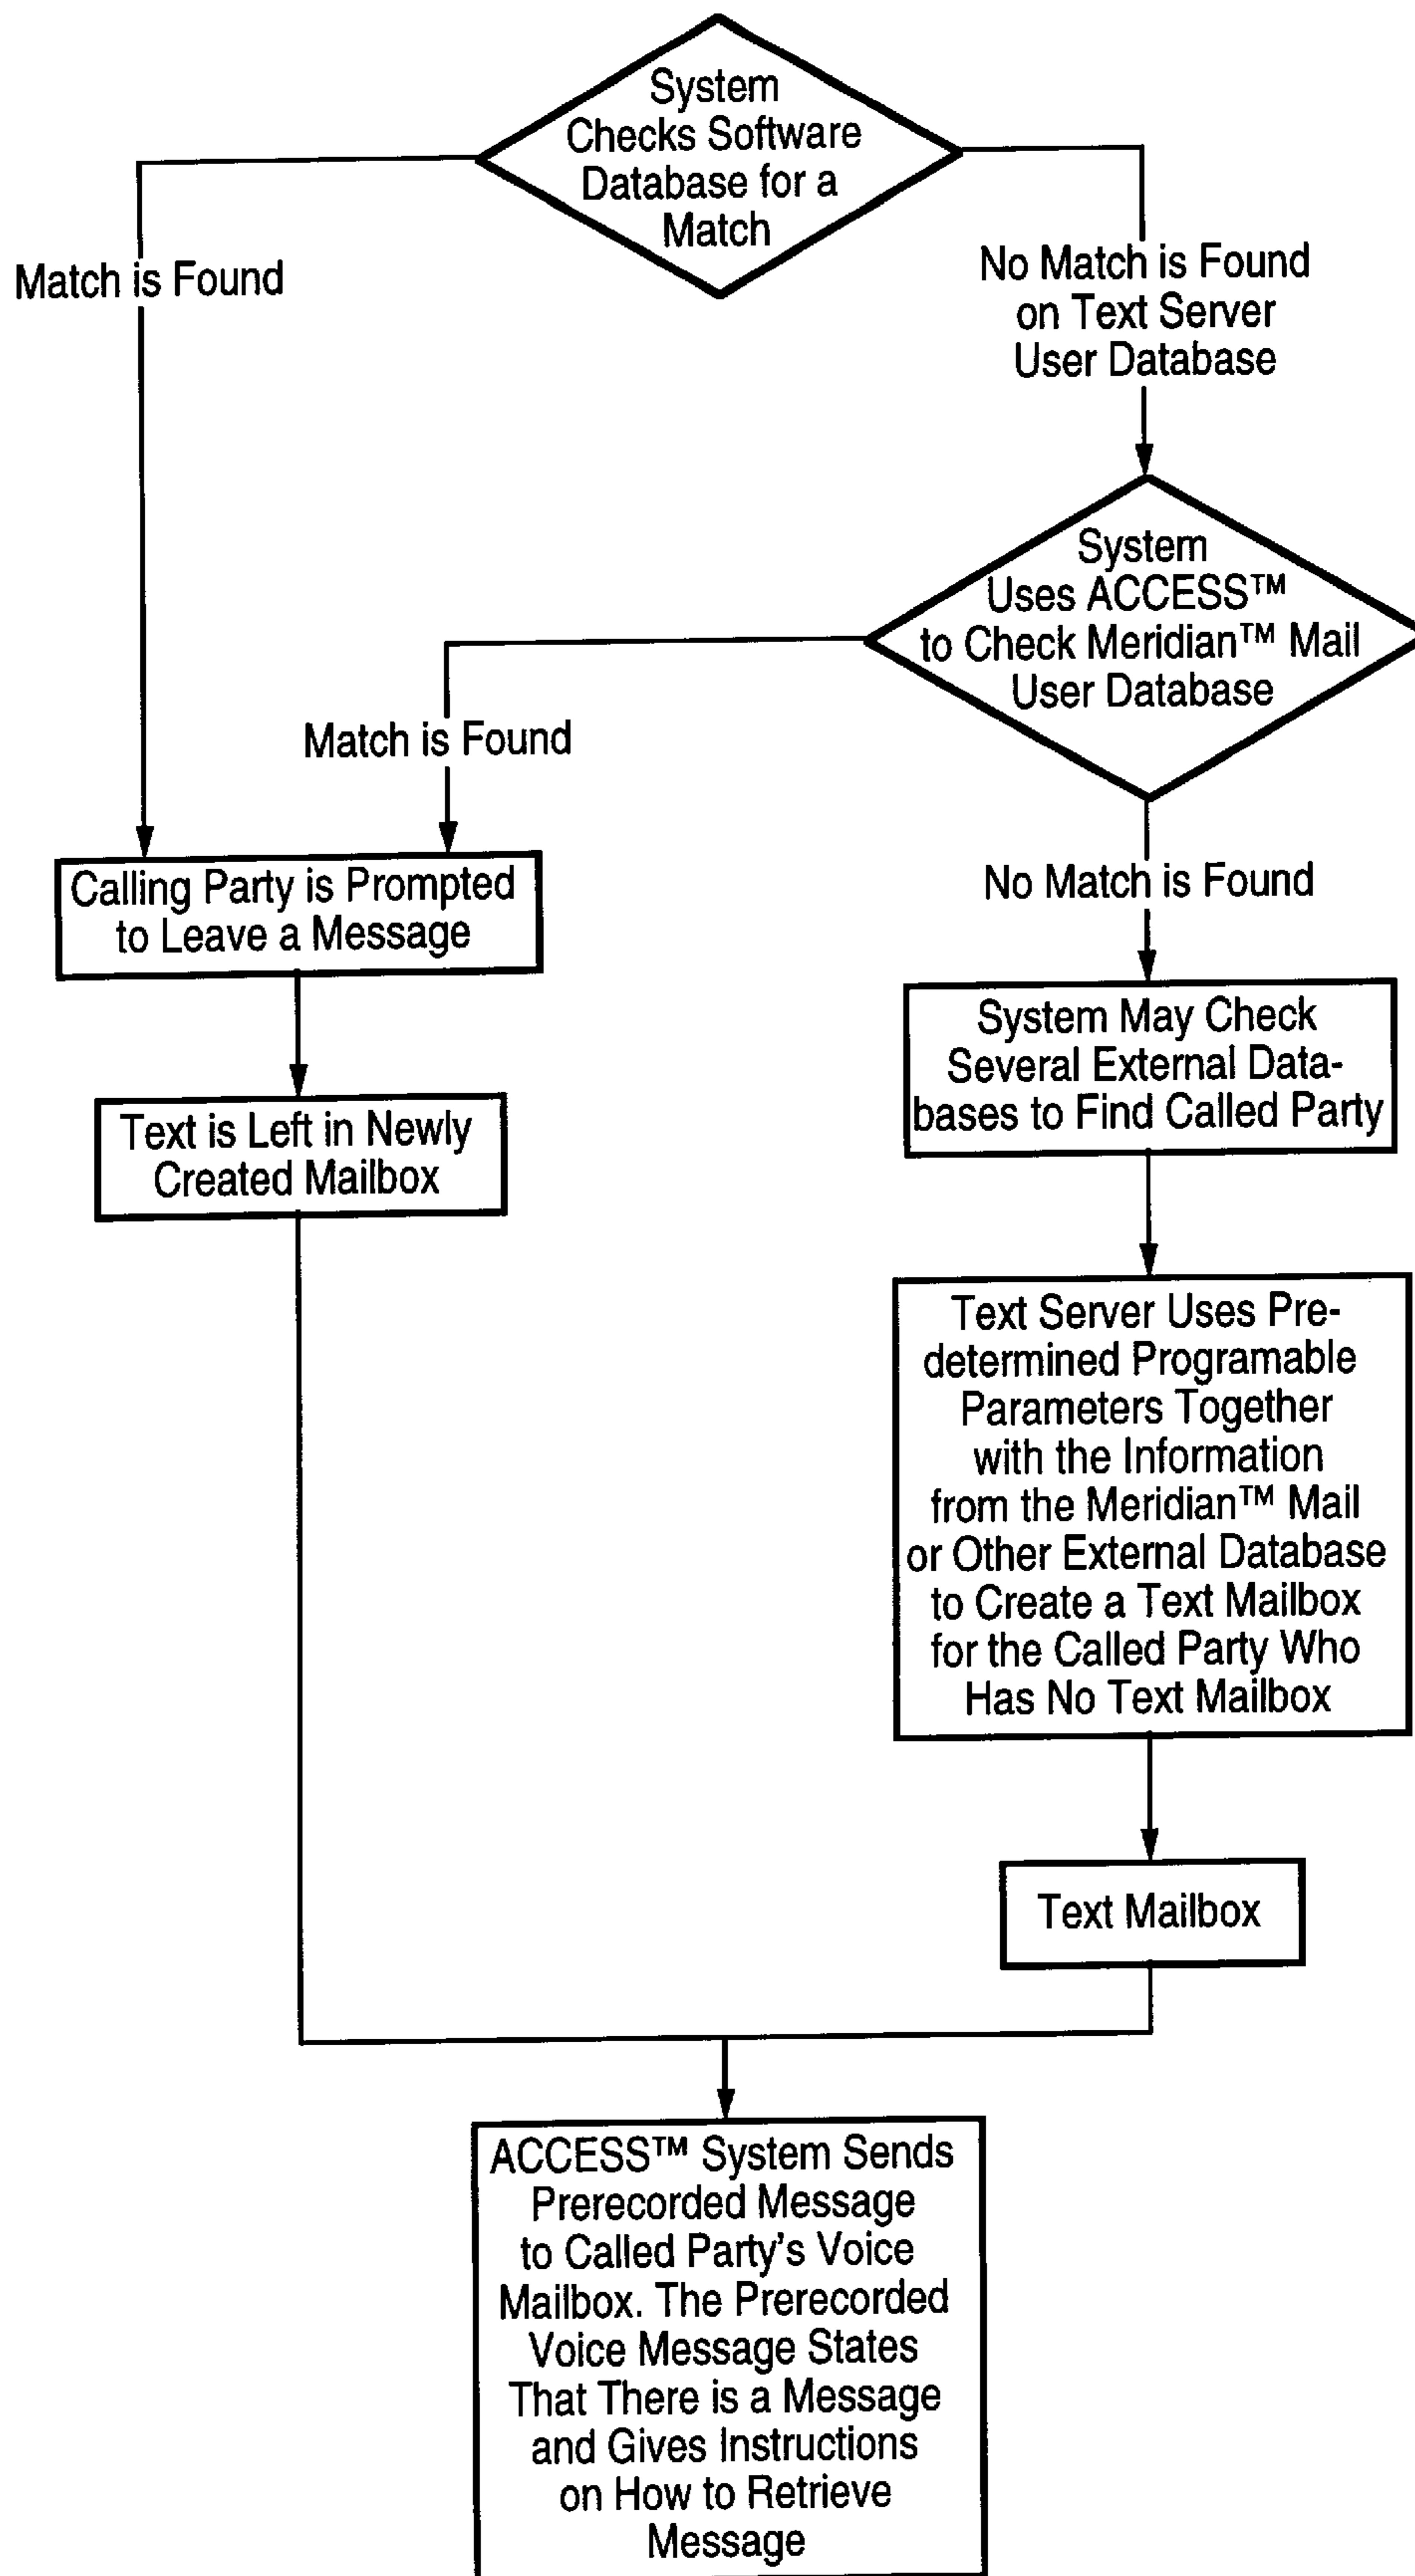 System
Checks Software
Database for a
Match
Match is Found
No Match is Found
on Text Server
User Database
System
Uses ACCESS™
to Check Meridian™ Mail
User Database
Match is Found
No Match is Found
Calling Party is Prompted
to Leave a Message
System May Check
Several External Data-
bases to Find Called Party
Text is Left in Newly
Created Mailbox
Text Server Uses Pre-
determined Programable
Parameters Together
with the Information
from the Meridian™ Mail
or Other External Database
to Create a Text Mailbox
for the Called Party Who
Has No Text Mailbox
Text Mailbox
ACCESS™ System Sends
Prerecorded Message
to Called Party's Voice
Mailbox. The Prerecorded
Voice Message States
That There is a Message
and Gives Instructions
on How to Retrieve
Message